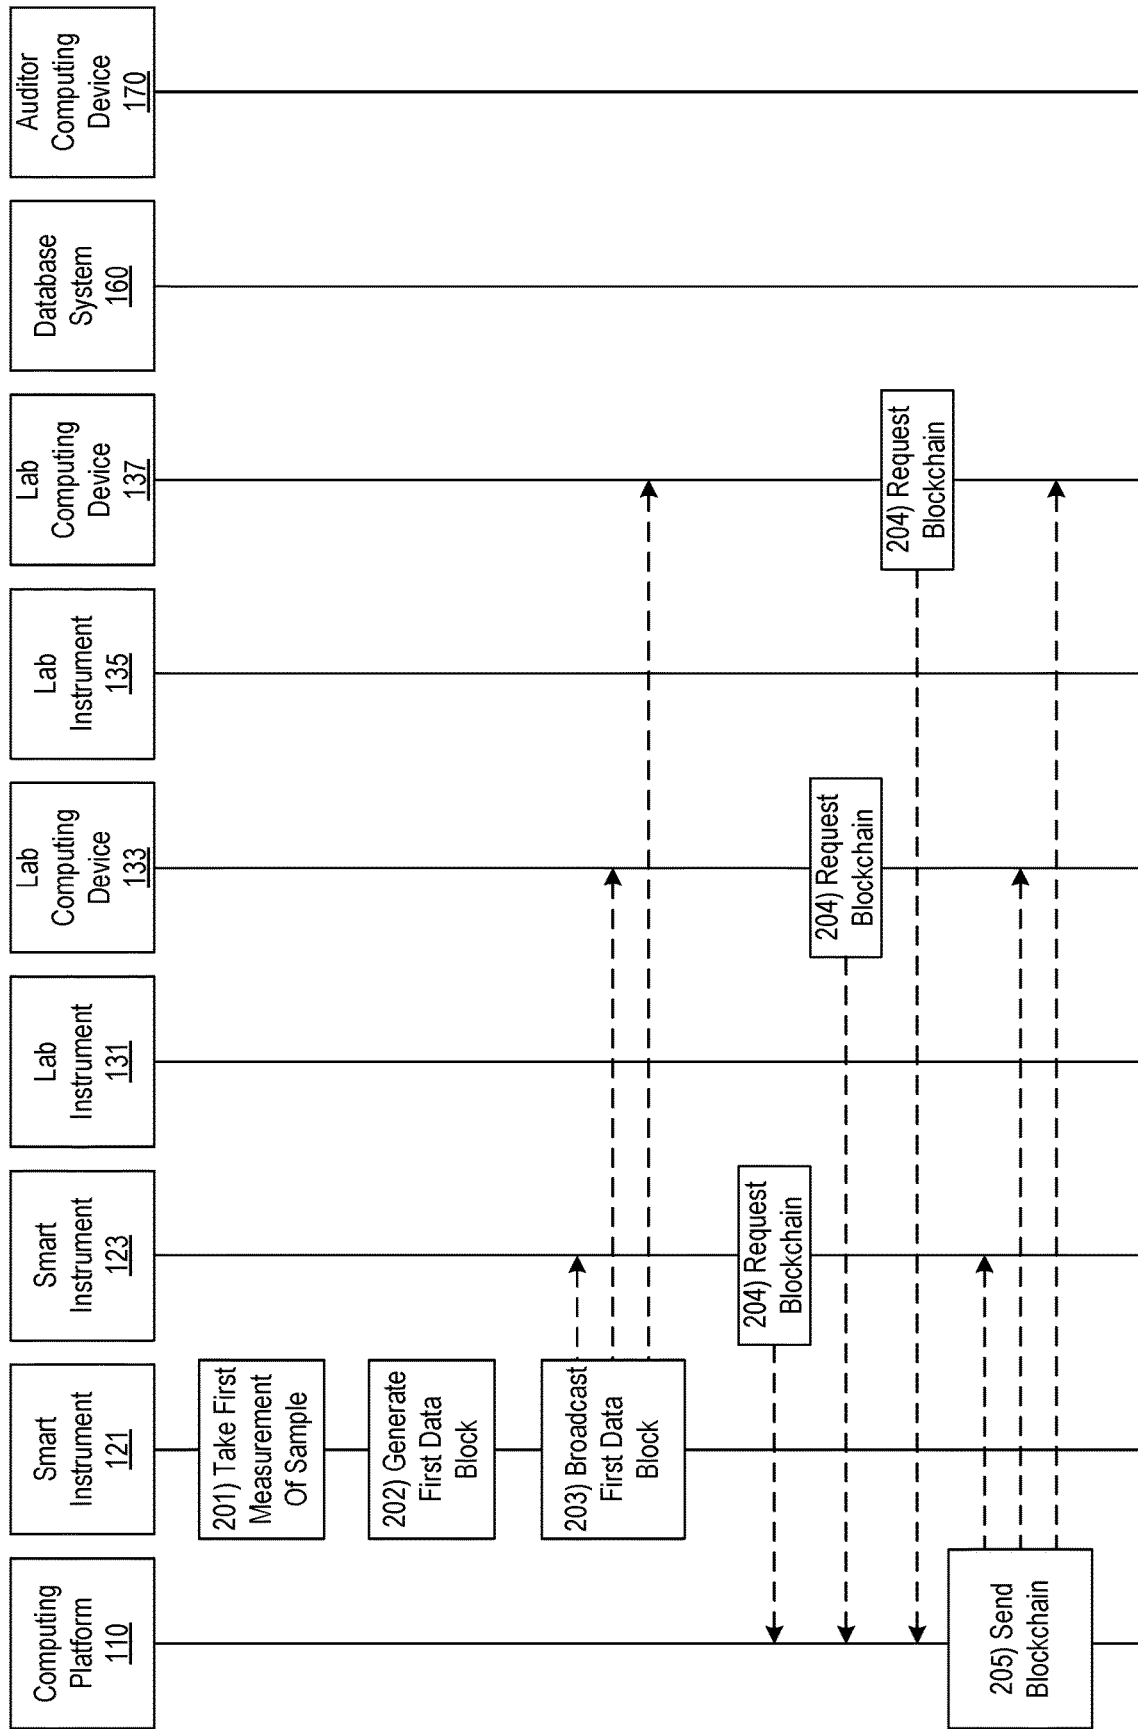 Computing
Platform
110
Smart
Instrument
121
Smart
Instrument
123
Lab
Instrument
131
Lab
Computing
Device
133
Lab
Instrument
135
Lab
Computing
Device
137
Database
System
160
Auditor
Computing
Device
170
201) Take First
Measurement
Of Sample
202) Generate
First Data
Block
203) Broadcast
First Data
Block
204) Request
Blockchain
204) Request
Blockchain
204) Request
Blockchain
205) Send
Blockchain